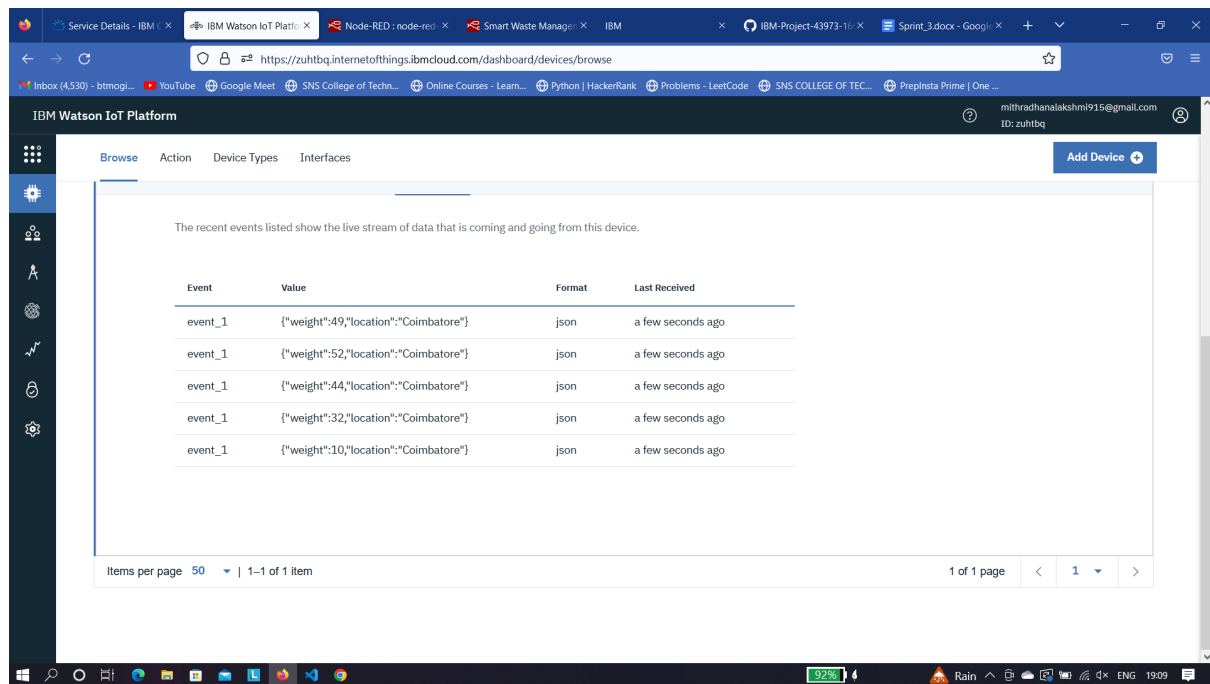 Service Details - IBM C
IBM Watson IoT Platfo
Node-RED : node-red-
Smart Waste Managen
IBM
IBM-Project-43973-16
Sprint_3.docx - Google
https://zuhtbq.internetofthings.ibmcloud.com/dashboard/devices/browse
Inbox (4,530) - btmogi...
YouTube
Google Meet
SNS College of Techn...
Online Courses - Learn...
Python | HackerRank
Problems - LeetCode
SNS COLLEGE OF TEC...
PrepInsta Prime | One ...
IBM Watson IoT Platform
mithradhanalakshmi915@gmail.com
ID: zuhtbq
Browse Action Device Types Interfaces
Add Device
The recent events listed show the live stream of data that is coming and going from this device.
Event Value Format Last Received
event_1 {"weight":49,"location":"Coimbatore"} json a few seconds ago
event_1 {"weight":52,"location":"Coimbatore"} json a few seconds ago
event_1 {"weight":44,"location":"Coimbatore"} json a few seconds ago
event_1 {"weight":32,"location":"Coimbatore"} json a few seconds ago
event_1 {"weight":10,"location":"Coimbatore"} json a few seconds ago
Items per page 50 | 1–1 of 1 item
1 of 1 page 1
92%
Rain
ENG 19:09